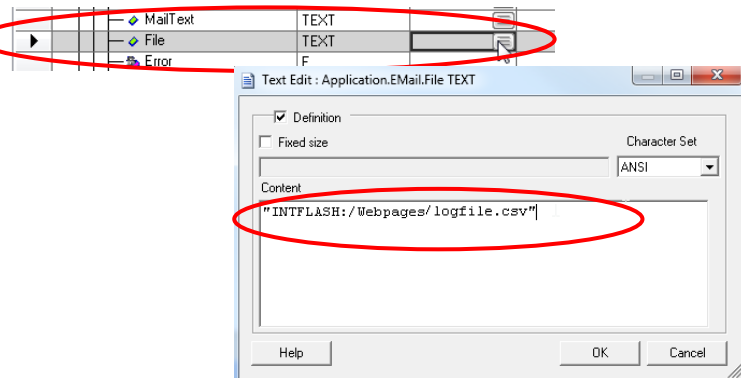 MailText TEXT
File TEXT
Error F
Text Edit : Application.EMail.File TEXT
Definition
Fixed size
Character Set
ANSI
Content
"INTFLASH:/Webpages/logfile.csv"
Help OK Cancel